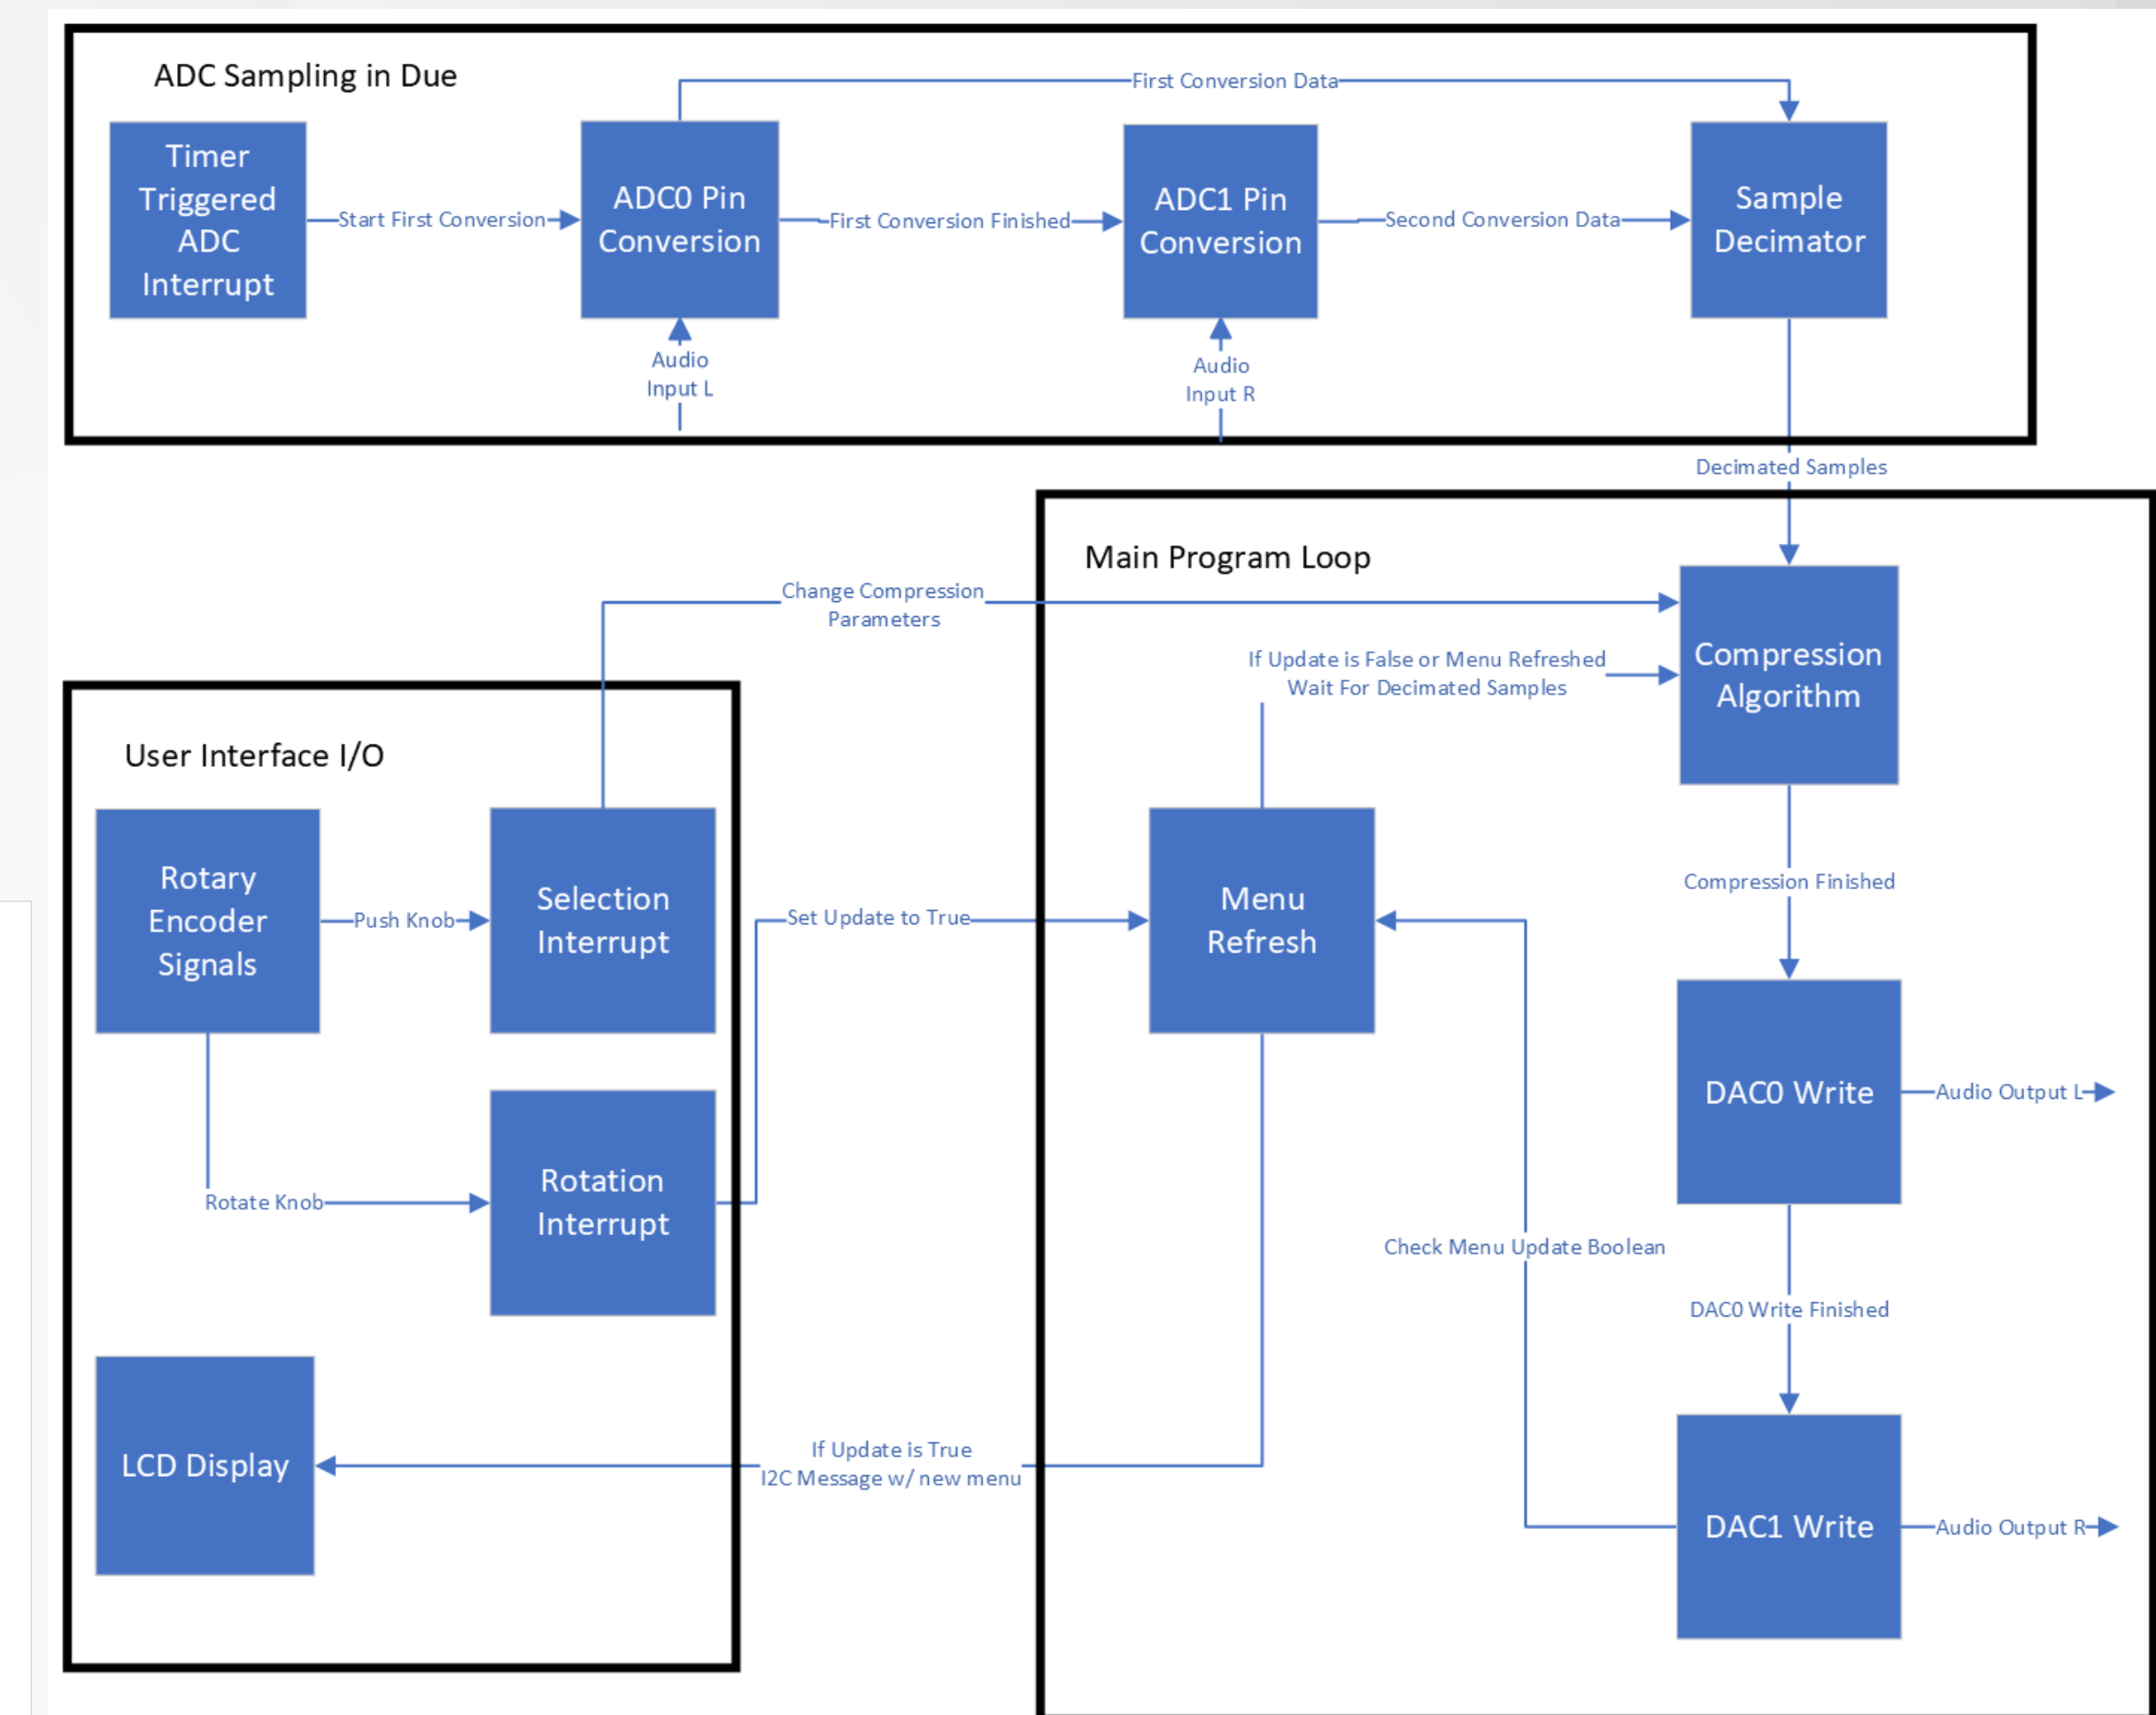 ADC Sampling in Due
First Conversion Data
Timer
Triggered
ADC
Interrupt
Start First Conversion
ADC0 Pin
Conversion
First Conversion Finished
ADC1 Pin
Conversion
Second Conversion Data
Sample
Decimator
Audio
Input L
Audio
Input R
Decimated Samples
Main Program Loop
Change Compression
Parameters
If Update is False or Menu Refreshed
Wait For Decimated Samples
Compression
Algorithm
User Interface I/O
Rotary
Encoder
Signals
Push Knob
Selection
Interrupt
Set Update to True
Menu
Refresh
Compression Finished
DAC0 Write
Audio Output L
Rotate Knob
Rotation
Interrupt
Check Menu Update Boolean
DAC0 Write Finished
LCD Display
If Update is True
I2C Message w/ new menu
DAC1 Write
Audio Output R